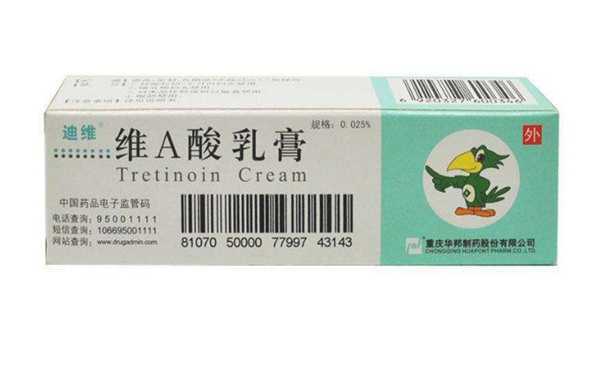 6 920327 600346
迪维®
维A酸乳膏
规格：0.025%
Tretinoin Cream
外
中国药品电子监管码
电话查询：95001111
短信查询：106695001111
网站查询：www.drugadmin.com
81070 50000 77997 43143
重庆华邦制药股份有限公司
CHONGQING HUAPONT PHARM CO.,LTD.